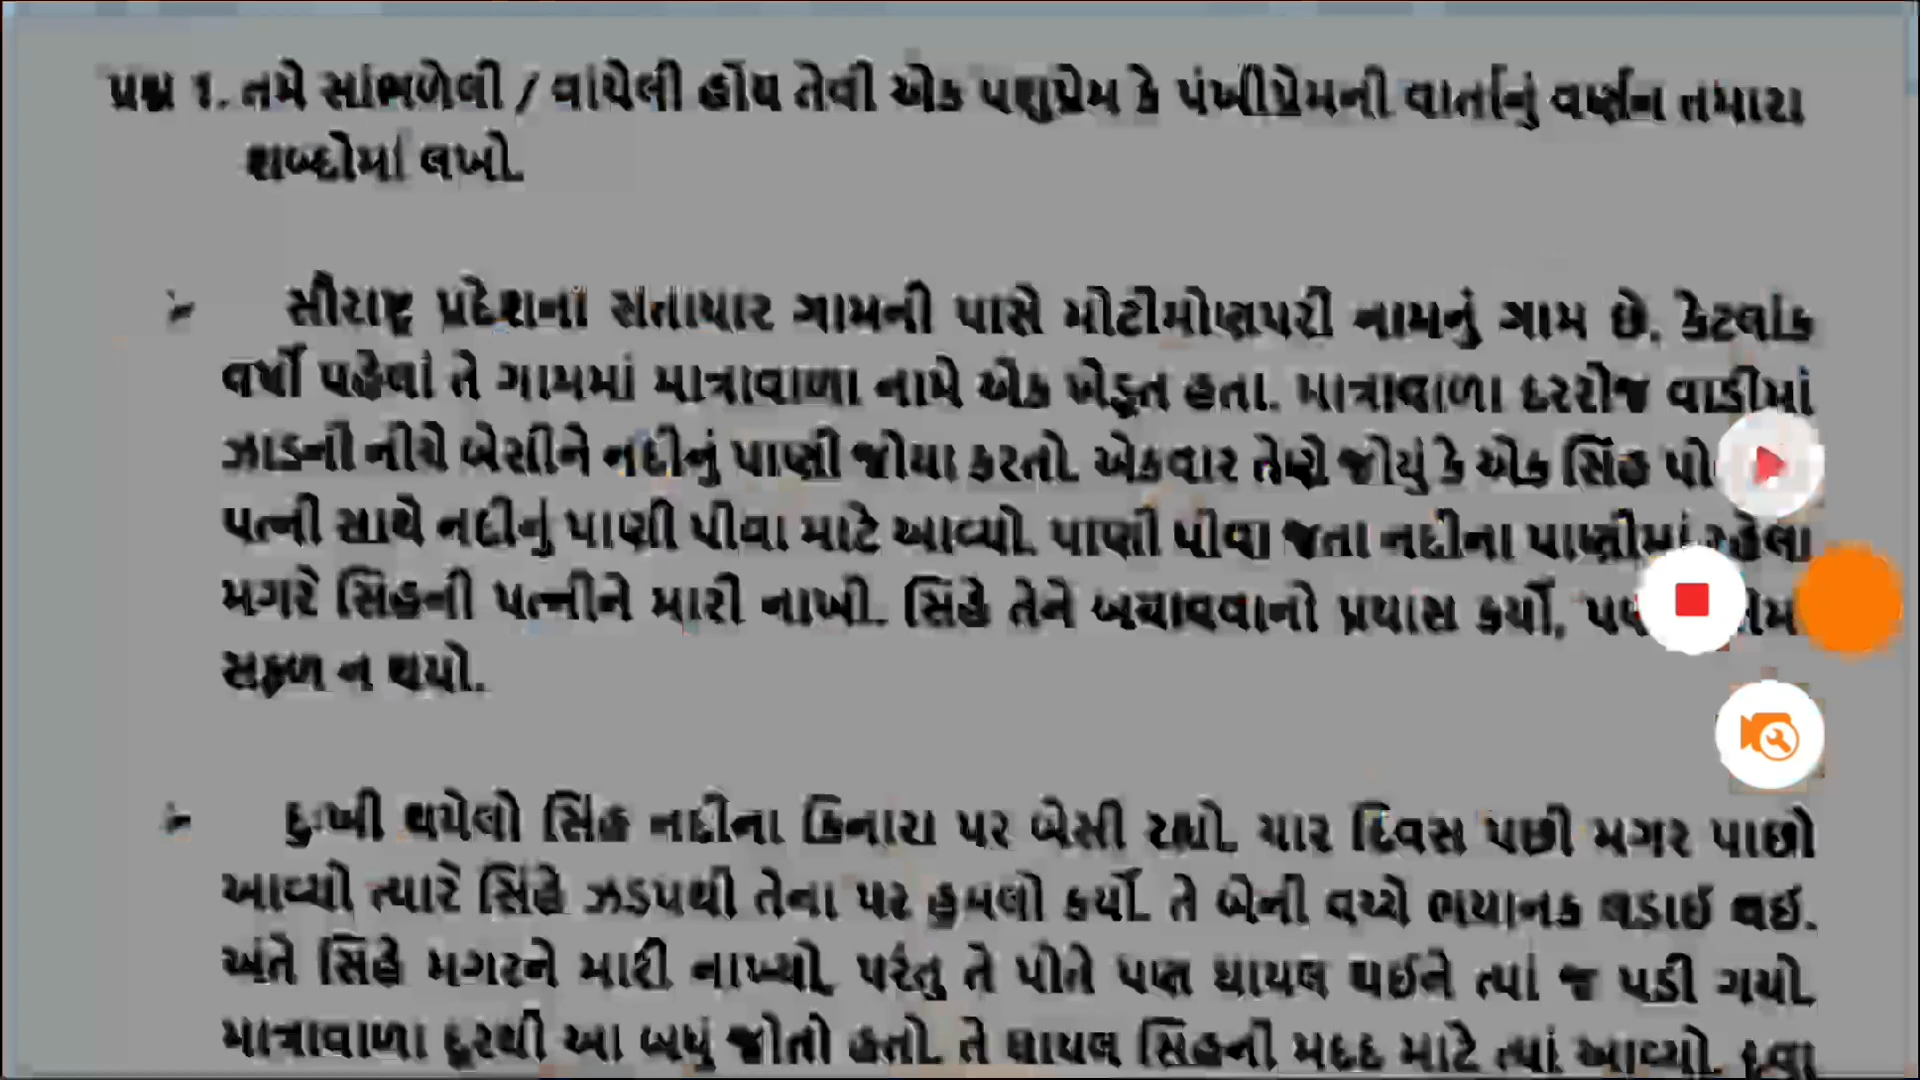 પ્રશ્ન 1. તમે સાંભળેલી / વાંચેલી હોય તેવી એક પશુપ્રેમ કે પંખીપ્રેમની વાર્તાનું વર્ણન તમારા
શબ્દોમાં લખો.
➢ સૌરાષ્ટ્ર પ્રદેશના સતાધાર ગામની પાસે મોટીમોણપરી નામનું ગામ છે. કેટલાંક
વર્ષો પહેલાં તે ગામમાં માત્રાવાળા નામે એક ખેડૂત હતા. માત્રાવાળા દરરોજ વાડીમાં
ઝાડની નીચે બેસીને નદીનું પાણી જોયા કરતો. એકવાર તેણે જોયું કે એક સિંહ
પત્ની સાથે નદીનું પાણી પીવા માટે આવ્યો. પાણી પીવા જતા નદીના પાણીમાં રહેલા
મગરે સિંહની પત્નીને મારી નાખી. સિંહે તેને બચાવવાનો પ્રયાસ કર્યો,
સફળ ન થયો.
➢ દુઃખી થયેલો સિંહ નદીના કિનારા પર બેસી રહ્યો. ચાર દિવસ પછી મગર પાછો
આવ્યો ત્યારે સિંહે ઝડપથી તેના પર હુમલો કર્યો. તે બેની વચ્ચે ભયાનક લડાઈ થઈ.
અંતે સિંહે મગરને મારી નાખ્યો. પરંતુ તે પોતે પણ ઘાયલ થઈને ત્યાં જ પડી ગયો.
માત્રાવાળા દૂરથી આ બધું જોતો હતો. તે ઘાયલ સિંહની મદદ માટે ત્યાં આવ્યો. દવા